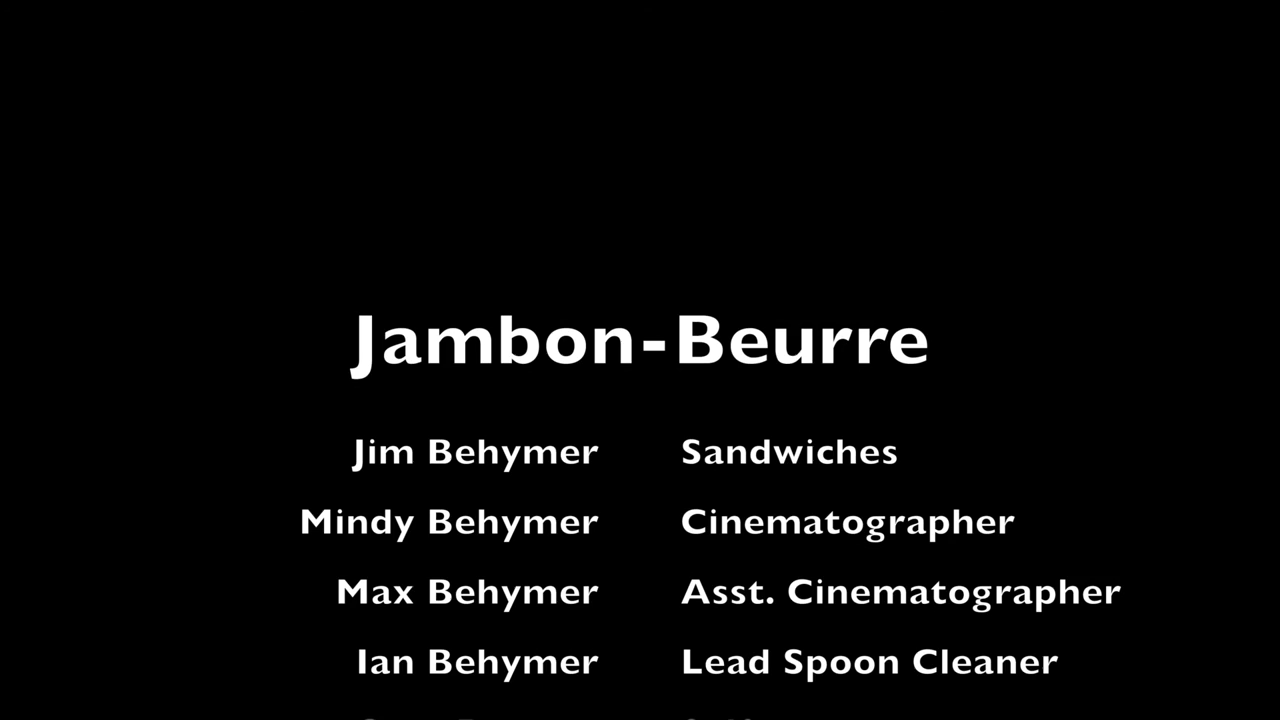 Jambon-Beurre
Jim Behymer Sandwiches
Mindy Behymer Cinematographer
Max Behymer Asst. Cinematographer
Ian Behymer Lead Spoon Cleaner